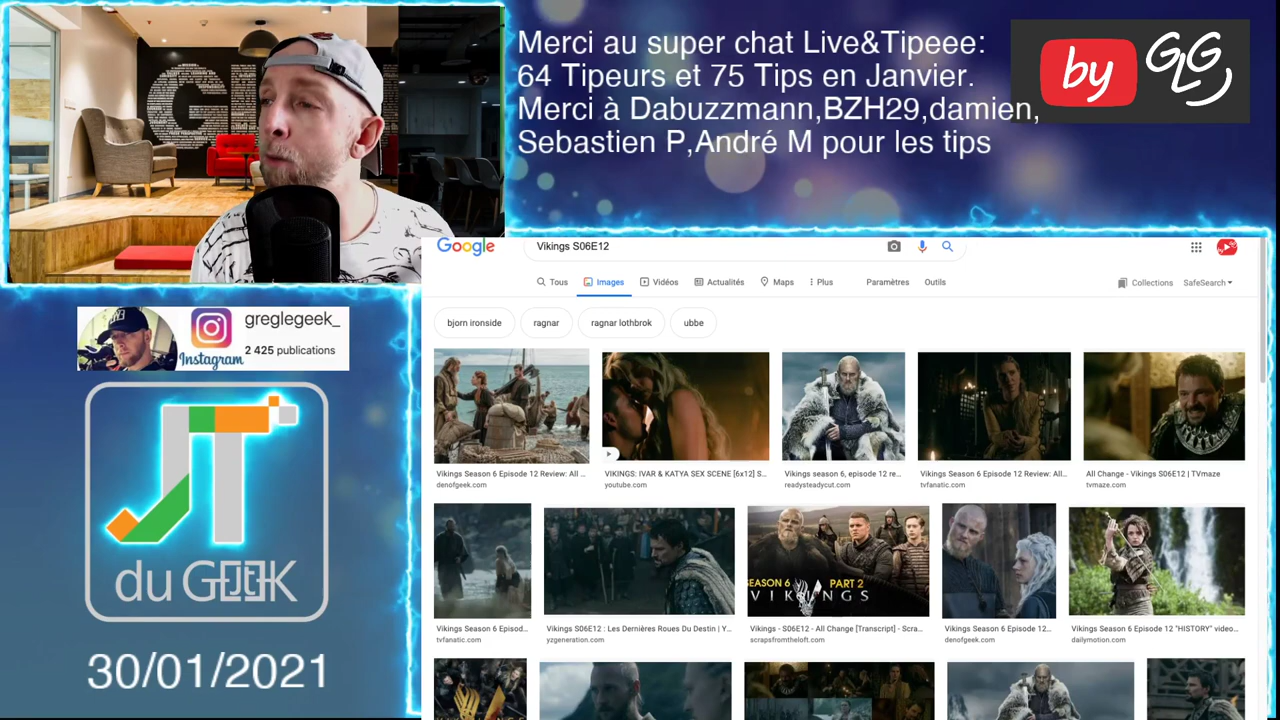 Merci au super chat Live&Tipeee:
64 Tipeurs et 75 Tips en Janvier.
Merci à Dabuzzmann,BZH29,damien,
Sebastien P,André M pour les tips
by GLG
Google
Vikings S06E12
Tous Images Vidéos Actualités Maps Plus Paramètres Outils Collections SafeSearch
bjorn ironside ragnar ragnar lothbrok ubbe
greglegeek_
2 425 publications
Instagram
JT
du GEEK
30/01/2021
Vikings Season 6 Episode 12 Review: All ...
denofgeek.com
VIKINGS: IVAR & KATYA SEX SCENE [6x12] S...
youtube.com
Vikings season 6, episode 12 re...
readysteadycut.com
Vikings Season 6 Episode 12 Review: All...
tvfanatic.com
All Change - Vikings S06E12 | TVmaze
tvmaze.com
SEASON 6 PART 2
VIKINGS
Vikings Season 6 Episod...
tvfanatic.com
Vikings S06E12 : Les Dernières Roues Du Destin | Y...
yzgeneration.com
Vikings - S06E12 - All Change [Transcript] - Scra...
scrapsfromtheloft.com
Vikings Season 6 Episode 12...
denofgeek.com
Vikings Season 6 Episode 12 "HISTORY" video...
dailymotion.com